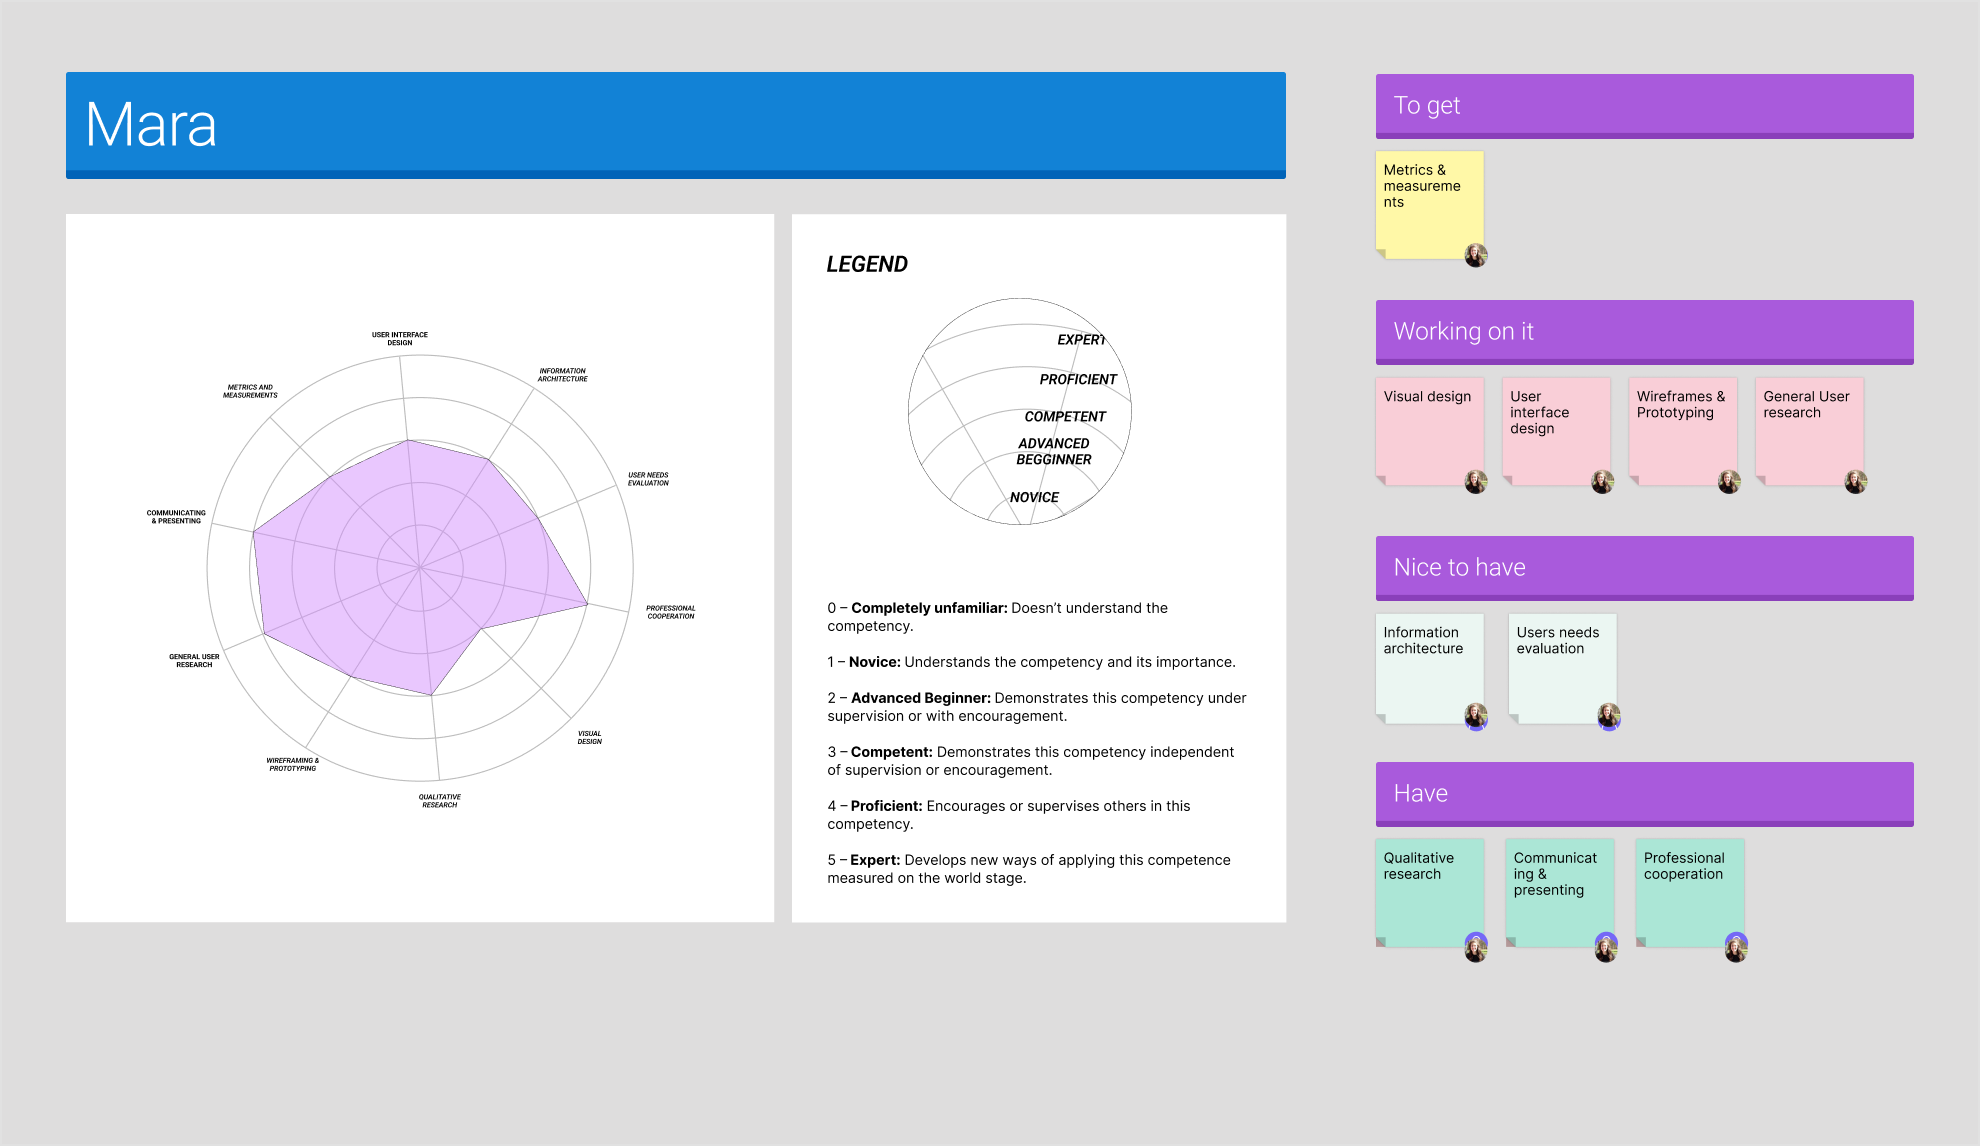 Mara
USER INTERFACE
DESIGN
INFORMATION
ARCHITECTURE
METRICS AND
MEASUREMENTS
USER NEEDS
EVALUATION
COMMUNICATING
& PRESENTING
PROFESSIONAL
COOPERATION
GENERAL USER
RESEARCH
VISUAL
DESIGN
WIREFRAMING &
PROTOTYPING
QUALITATIVE
RESEARCH
LEGEND
EXPERT
PROFICIENT
COMPETENT
ADVANCED
BEGGINNER
NOVICE
0 – Completely unfamiliar: Doesn’t understand the
competency.
1 – Novice: Understands the competency and its importance.
2 – Advanced Beginner: Demonstrates this competency under
supervision or with encouragement.
3 – Competent: Demonstrates this competency independent
of supervision or encouragement.
4 – Proficient: Encourages or supervises others in this
competency.
5 – Expert: Develops new ways of applying this competence
measured on the world stage.
To get
Metrics &
measureme
nts
Working on it
Visual design
User
interface
design
Wireframes &
Prototyping
General User
research
Nice to have
Information
architecture
Users needs
evaluation
Have
Qualitative
research
Communicat
ing &
presenting
Professional
cooperation